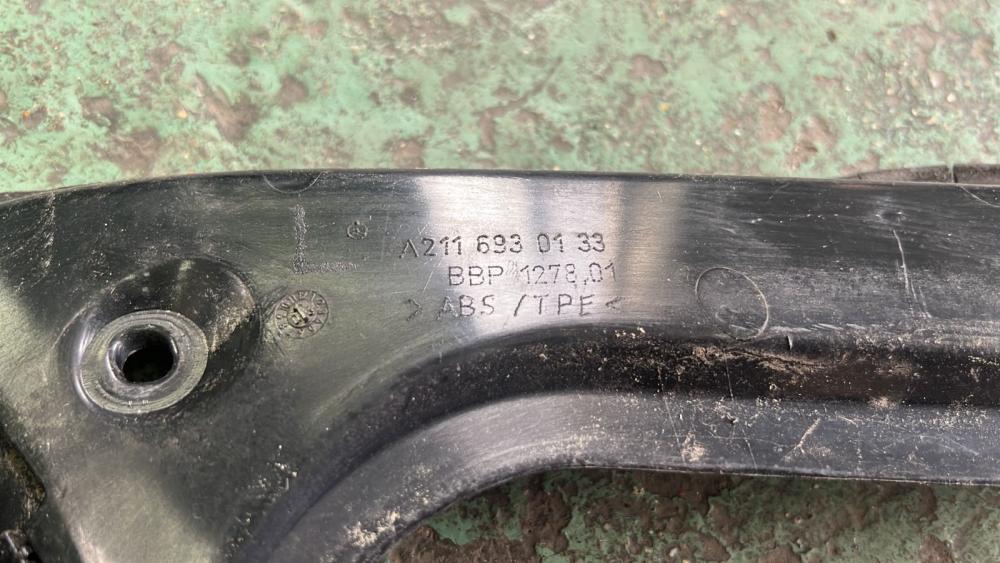 L
A211 693 01 33
BBP 1278.01
>ABS /TPE<